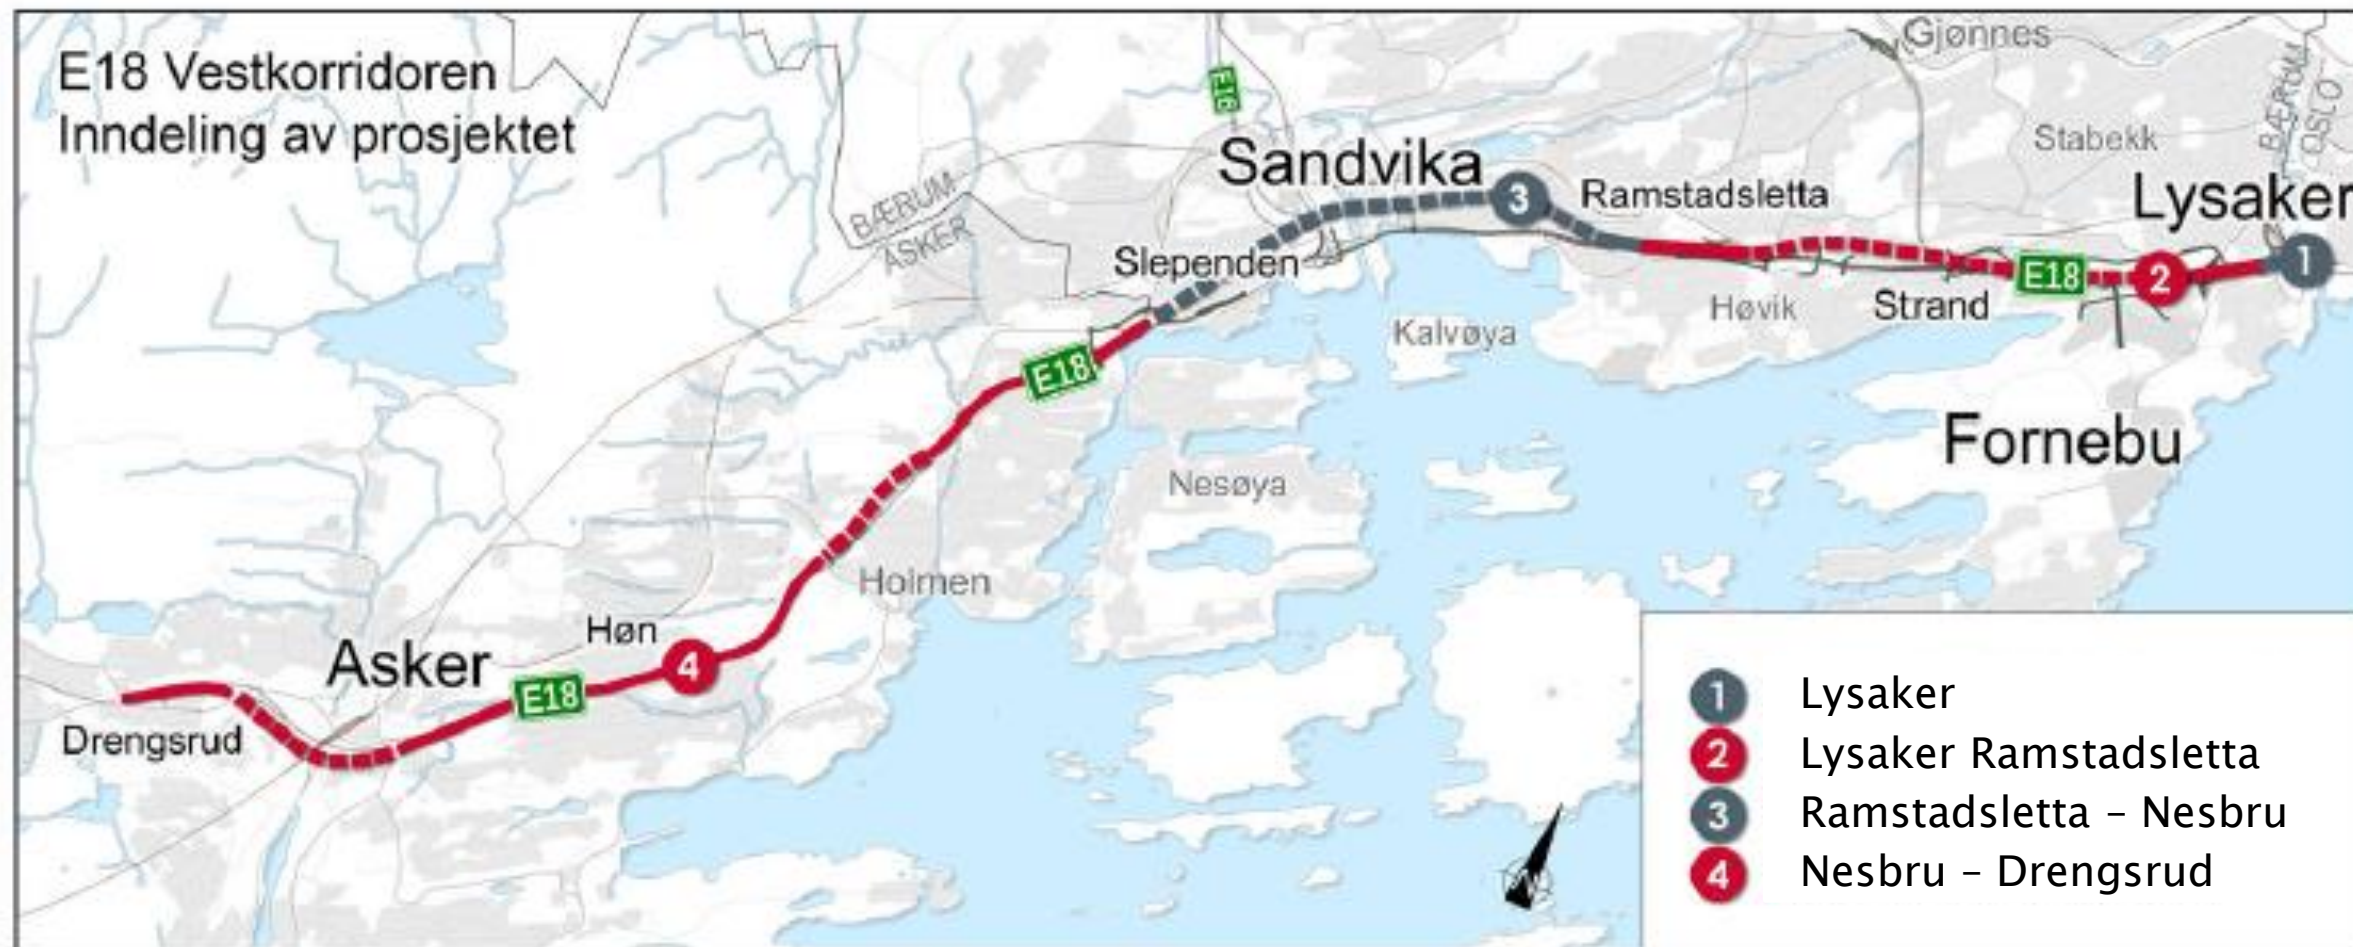 E18 Vestkorridoren
Inndeling av prosjektet
E16
Gjønnes
BÆRUM
OSLO
Stabekk
Sandvika
3
Ramstadsletta
Lysaker
BÆRUM
ASKER
Slependen
E18
2
1
Høvik
Strand
Kalvøya
E18
Fornebu
Nesøya
Holmen
Høn
Asker
4
E18
Drengsrud
N
1 Lysaker
2 Lysaker Ramstadsletta
3 Ramstadsletta – Nesbru
4 Nesbru – Drengsrud